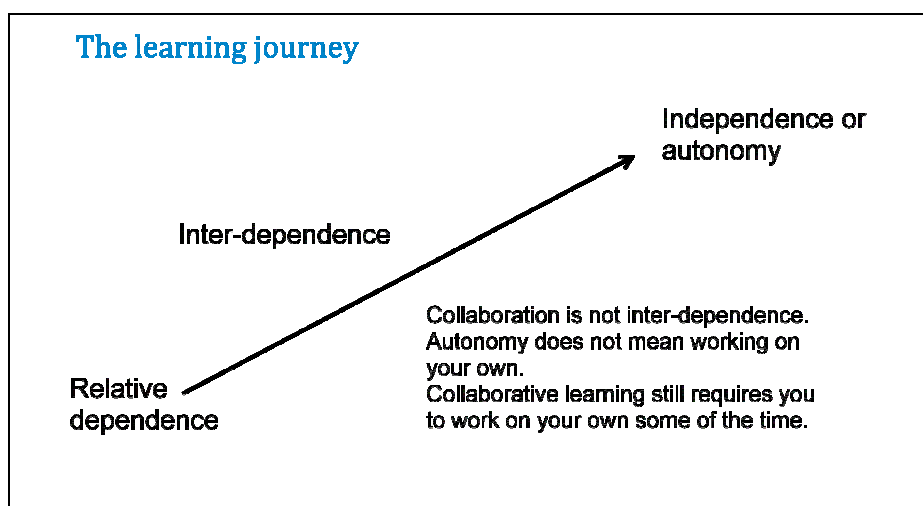 The learning journey
Independence or
autonomy
Inter-dependence
Collaboration is not inter-dependence.
Autonomy does not mean working on
your own.
Collaborative learning still requires you
to work on your own some of the time.
Relative
dependence